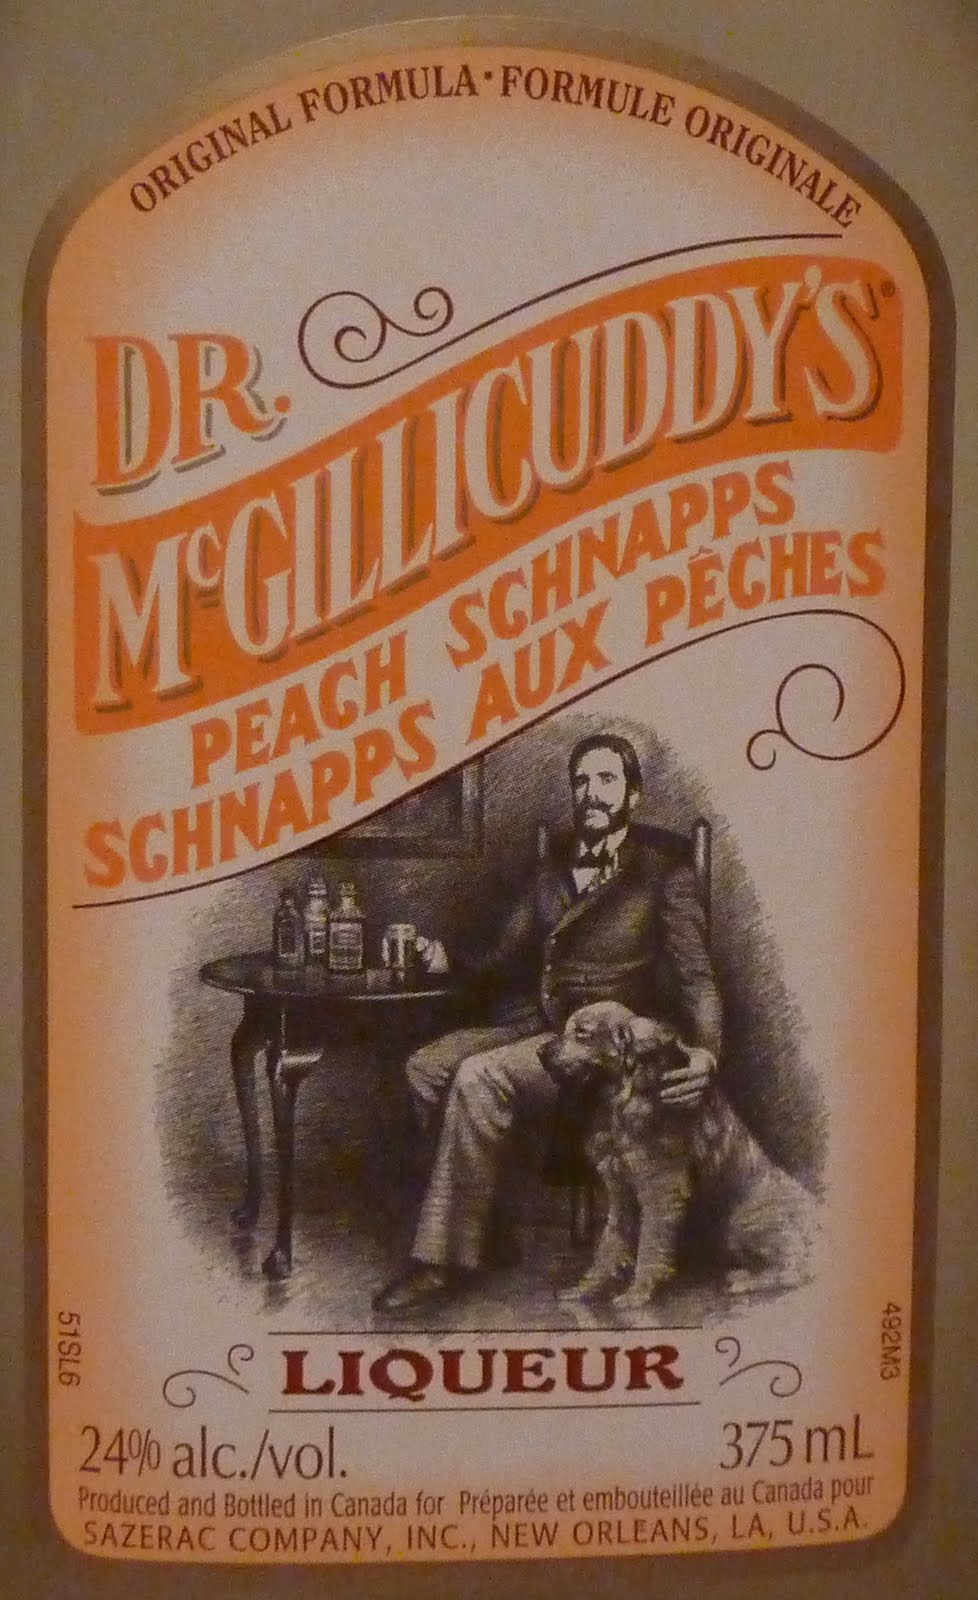 ORIGINAL FORMULA · FORMULE ORIGINALE
DR.
McGILLICUDDY'S®
PEACH SCHNAPPS
SCHNAPPS AUX PÊCHES
LIQUEUR
51SL6
492M3
24% alc./vol. 375 mL
Produced and Bottled in Canada for Préparée et embouteillée au Canada pour
SAZERAC COMPANY, INC., NEW ORLEANS, LA, U.S.A.